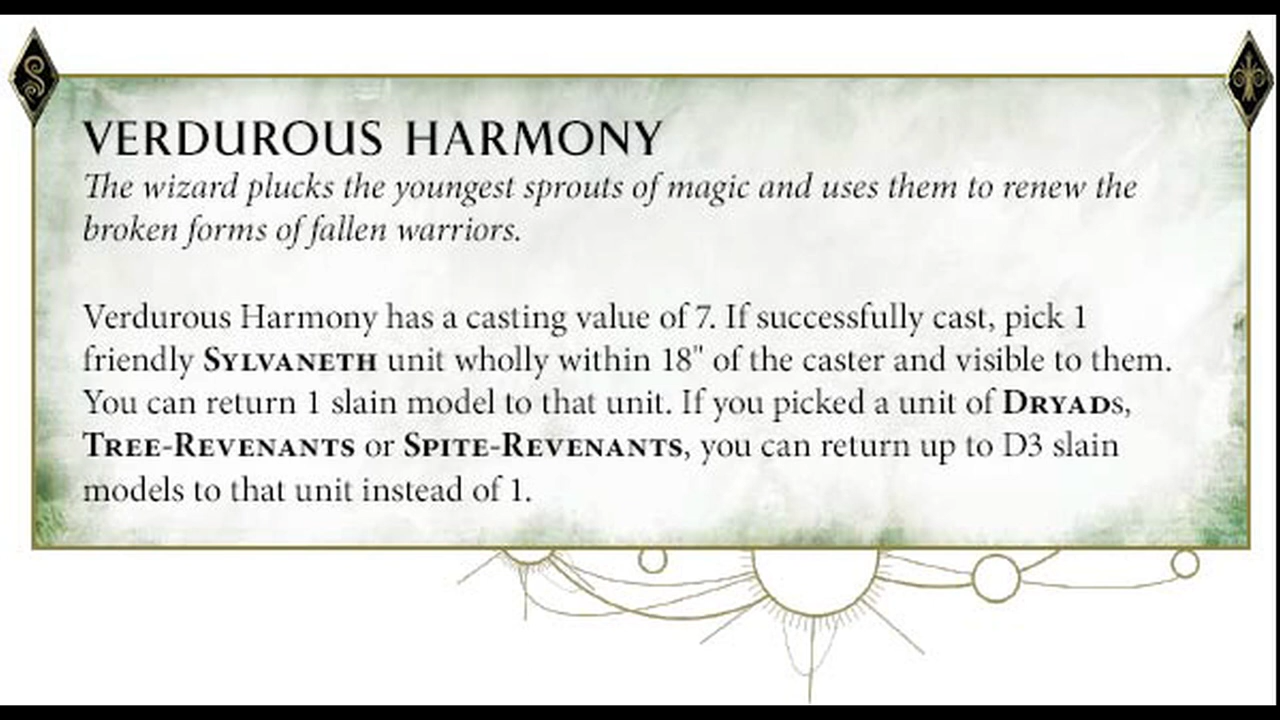 VERDUROUS HARMONY
The wizard plucks the youngest sprouts of magic and uses them to renew the
broken forms of fallen warriors.
Verdurous Harmony has a casting value of 7. If successfully cast, pick 1
friendly SYLVANETH unit wholly within 18" of the caster and visible to them.
You can return 1 slain model to that unit. If you picked a unit of DRYADs,
TREE-REVENANTS or SPITE-REVENANTS, you can return up to D3 slain
models to that unit instead of 1.